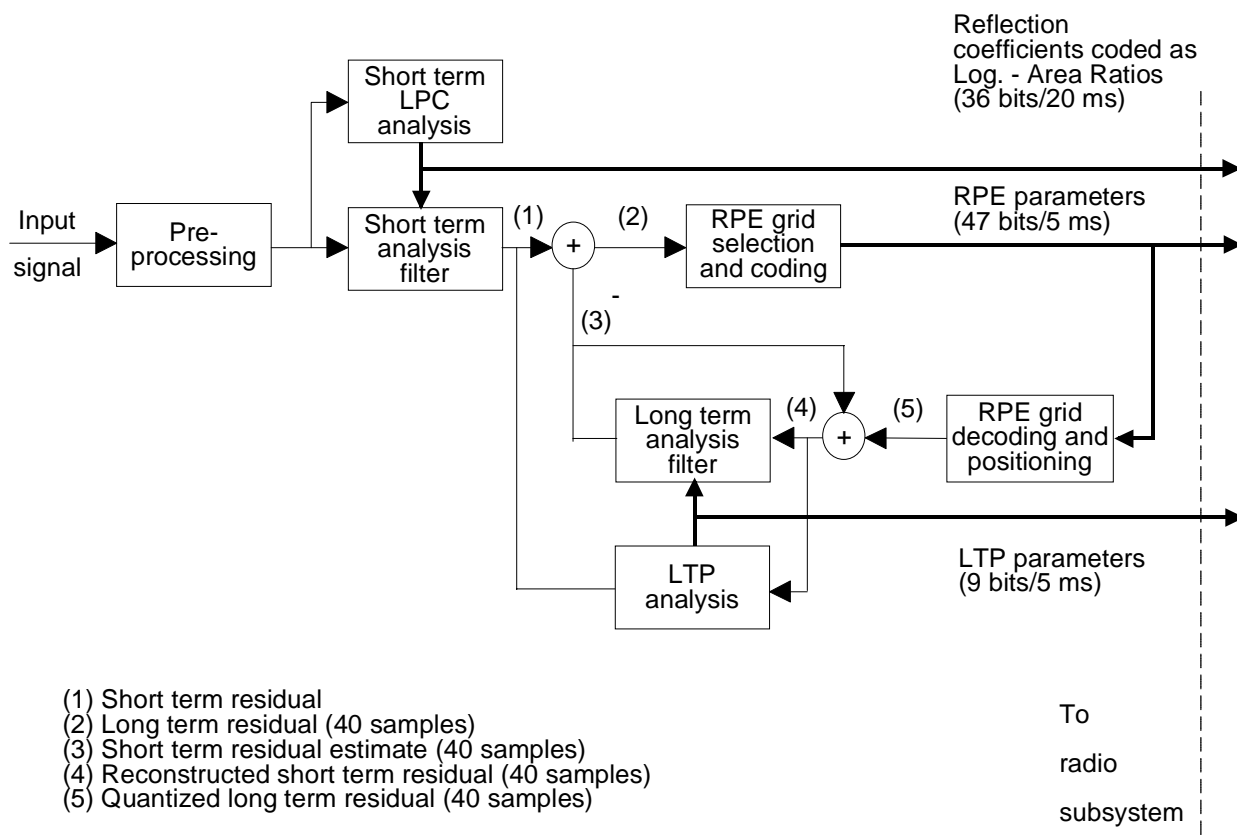 Reflection
coefficients coded as
Log. - Area Ratios
(36 bits/20 ms)
Short term
LPC
analysis
Input
signal
Pre-
processing
Short term
analysis
filter
(1)
+
(2)
RPE grid
selection
and coding
RPE parameters
(47 bits/5 ms)
-
(3)
Long term
analysis
filter
(4)
+
(5)
RPE grid
decoding and
positioning
LTP
analysis
LTP parameters
(9 bits/5 ms)
(1) Short term residual
(2) Long term residual (40 samples)
(3) Short term residual estimate (40 samples)
(4) Reconstructed short term residual (40 samples)
(5) Quantized long term residual (40 samples)
To
radio
subsystem